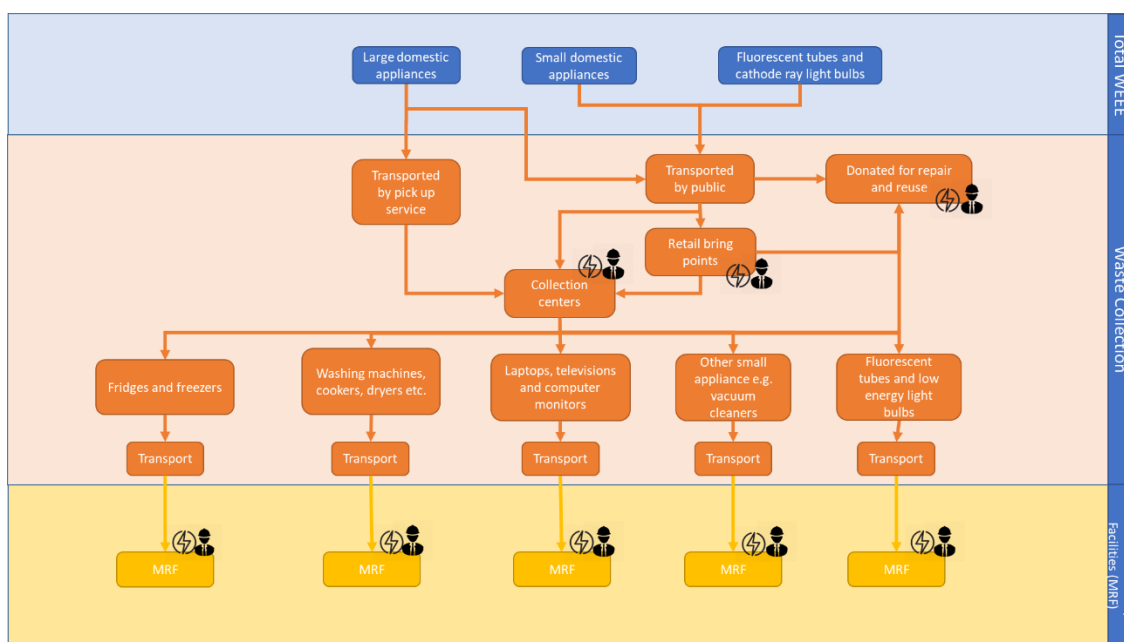 Large domestic
appliances
Small domestic
appliances
Fluorescent tubes and
cathode ray light bulbs
Total WEEE
Transported
by pick up
service
Transported
by public
Donated for repair
and reuse
Retail bring
points
Collection
centers
Waste Collection
Fridges and freezers
Washing machines,
cookers, dryers etc.
Laptops, televisions
and computer
monitors
Other small
appliance e.g.
vacuum
cleaners
Fluorescent
tubes and low
energy light
bulbs
Transport
Transport
Transport
Transport
Transport
MRF
MRF
MRF
MRF
MRF
Facilities (MRF)